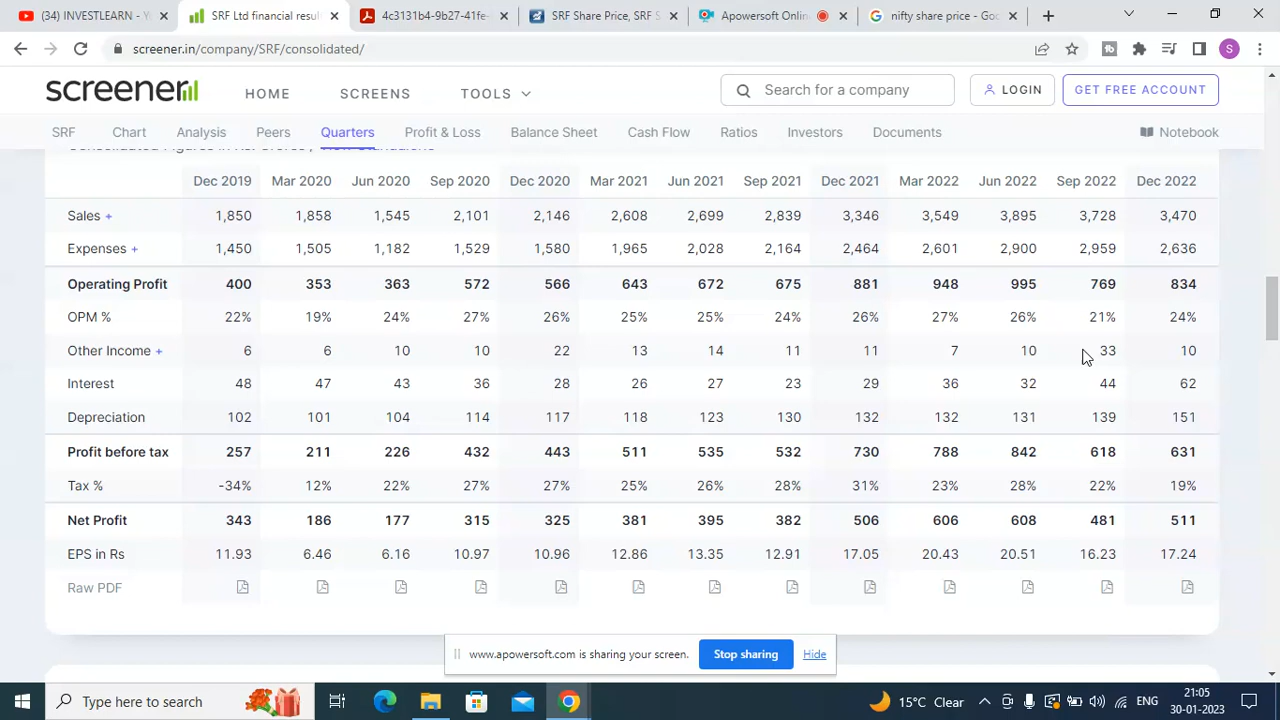 (34) INVESTLEARN - Y
SRF Ltd financial resul
4c3131b4-9b27-41fe-
SRF Share Price, SRF S
Apowersoft Onlin
nifty share price - Goo
screener.in/company/SRF/consolidated/
S
screener
HOME
SCREENS
TOOLS
Search for a company
LOGIN
GET FREE ACCOUNT
SRF Chart Analysis Peers Quarters Profit & Loss Balance Sheet Cash Flow Ratios Investors Documents Notebook
Consolidated Figures in Rs. Crores / View Standalone
Dec 2019 Mar 2020 Jun 2020 Sep 2020 Dec 2020 Mar 2021 Jun 2021 Sep 2021 Dec 2021 Mar 2022 Jun 2022 Sep 2022 Dec 2022
Sales + 1,850 1,858 1,545 2,101 2,146 2,608 2,699 2,839 3,346 3,549 3,895 3,728 3,470
Expenses + 1,450 1,505 1,182 1,529 1,580 1,965 2,028 2,164 2,464 2,601 2,900 2,959 2,636
Operating Profit 400 353 363 572 566 643 672 675 881 948 995 769 834
OPM % 22% 19% 24% 27% 26% 25% 25% 24% 26% 27% 26% 21% 24%
Other Income + 6 6 10 10 22 13 14 11 11 7 10 33 10
Interest 48 47 43 36 28 26 27 23 29 36 32 44 62
Depreciation 102 101 104 114 117 118 123 130 132 132 131 139 151
Profit before tax 257 211 226 432 443 511 535 532 730 788 842 618 631
Tax % -34% 12% 22% 27% 27% 25% 26% 28% 31% 23% 28% 22% 19%
Net Profit 343 186 177 315 325 381 395 382 506 606 608 481 511
EPS in Rs 11.93 6.46 6.16 10.97 10.96 12.86 13.35 12.91 17.05 20.43 20.51 16.23 17.24
Raw PDF
www.apowersoft.com is sharing your screen. Stop sharing Hide
Type here to search
15°C Clear
ENG
21:05
30-01-2023